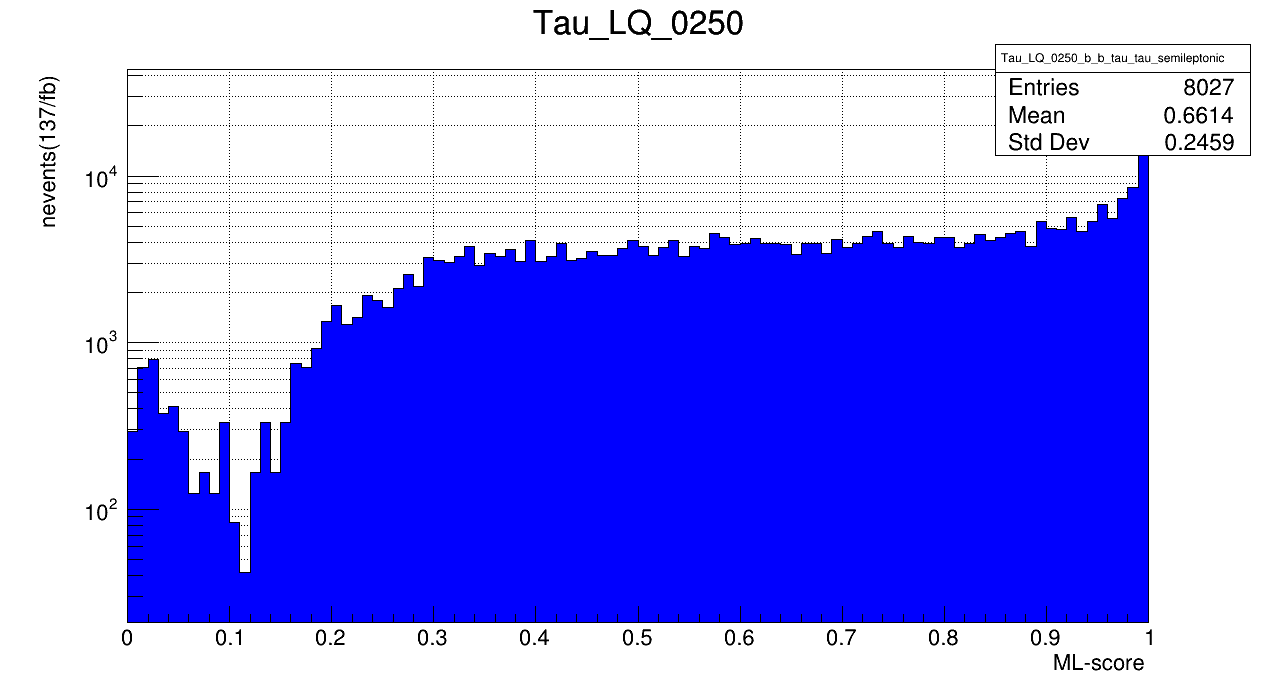 Tau_LQ_0250
Tau_LQ_0250_b_b_tau_tau_semileptonic
Entries 8027
Mean 0.6614
Std Dev 0.2459
nevents(137/fb)
10^4
10^3
10^2
0 0.1 0.2 0.3 0.4 0.5 0.6 0.7 0.8 0.9 1
ML-score